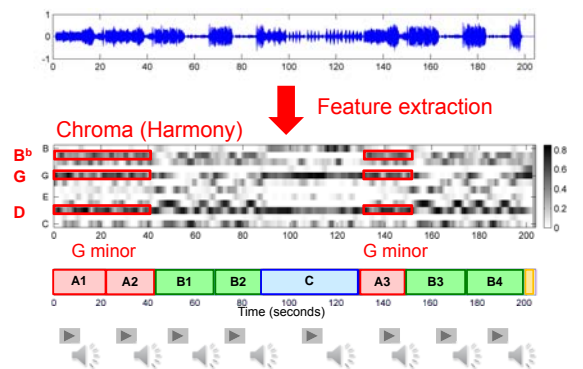 1
0
-1
0 20 40 60 80 100 120 140 160 180 200
Feature extraction
Chroma (Harmony)
B
Bb
G G
E
D
C
0.8
0.6
0.4
0.2
0
0 20 40 60 80 100 120 140 160 180 200
G minor G minor
A1 A2 B1 B2 C A3 B3 B4
0 20 40 60 80 100 120 140 160 180 200
Time (seconds)